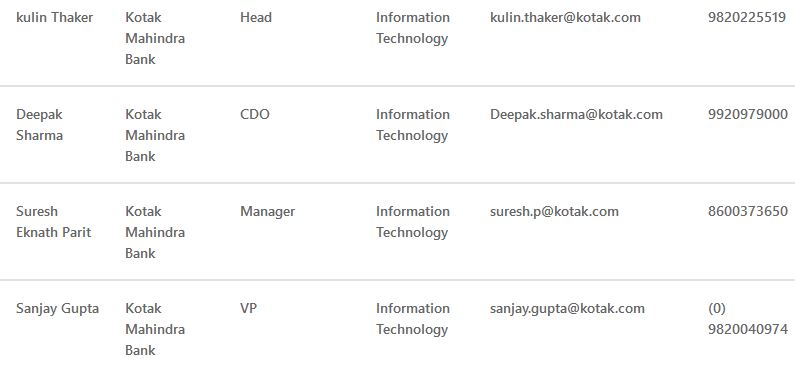 kulin Thaker Kotak Head Information kulin.thaker@kotak.com 9820225519
Mahindra Technology
Bank
Deepak Kotak CDO Information Deepak.sharma@kotak.com 9920979000
Sharma Mahindra Technology
Bank
Suresh Kotak Manager Information suresh.p@kotak.com 8600373650
Eknath Parit Mahindra Technology
Bank
Sanjay Gupta Kotak VP Information sanjay.gupta@kotak.com (0)
Mahindra Technology 9820040974
Bank